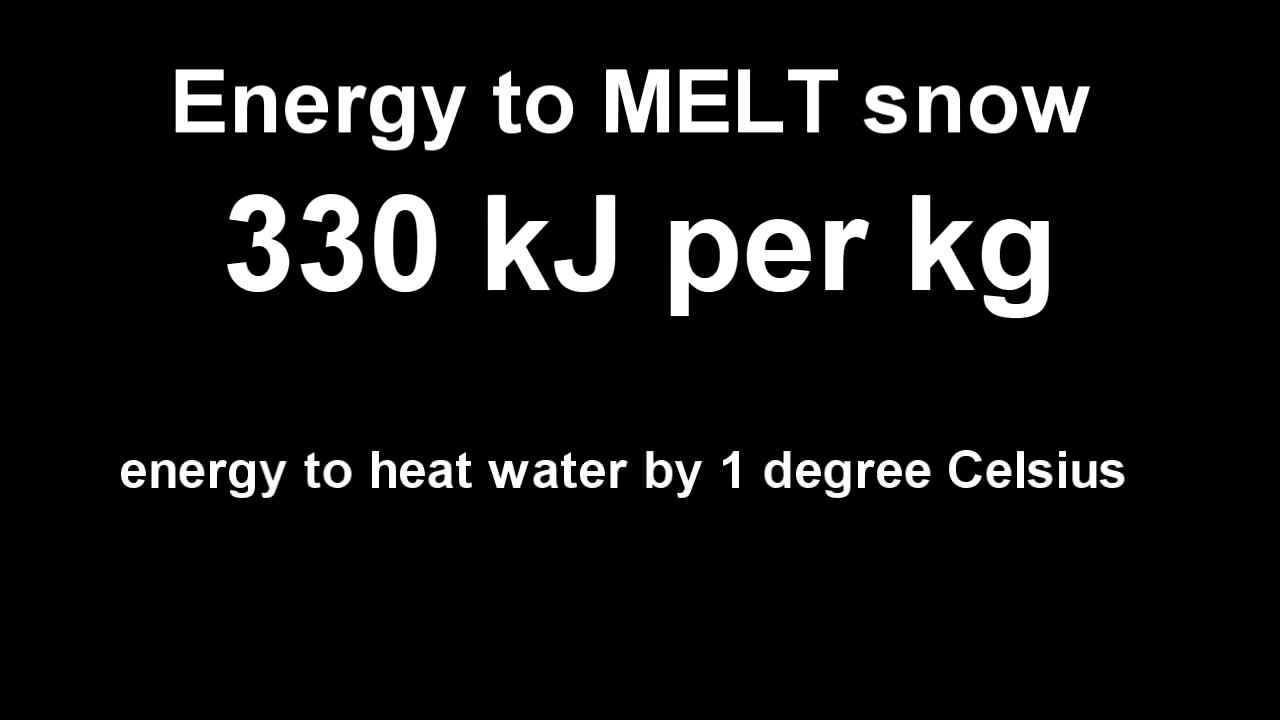 Energy to MELT snow
330 kJ per kg
energy to heat water by 1 degree Celsius